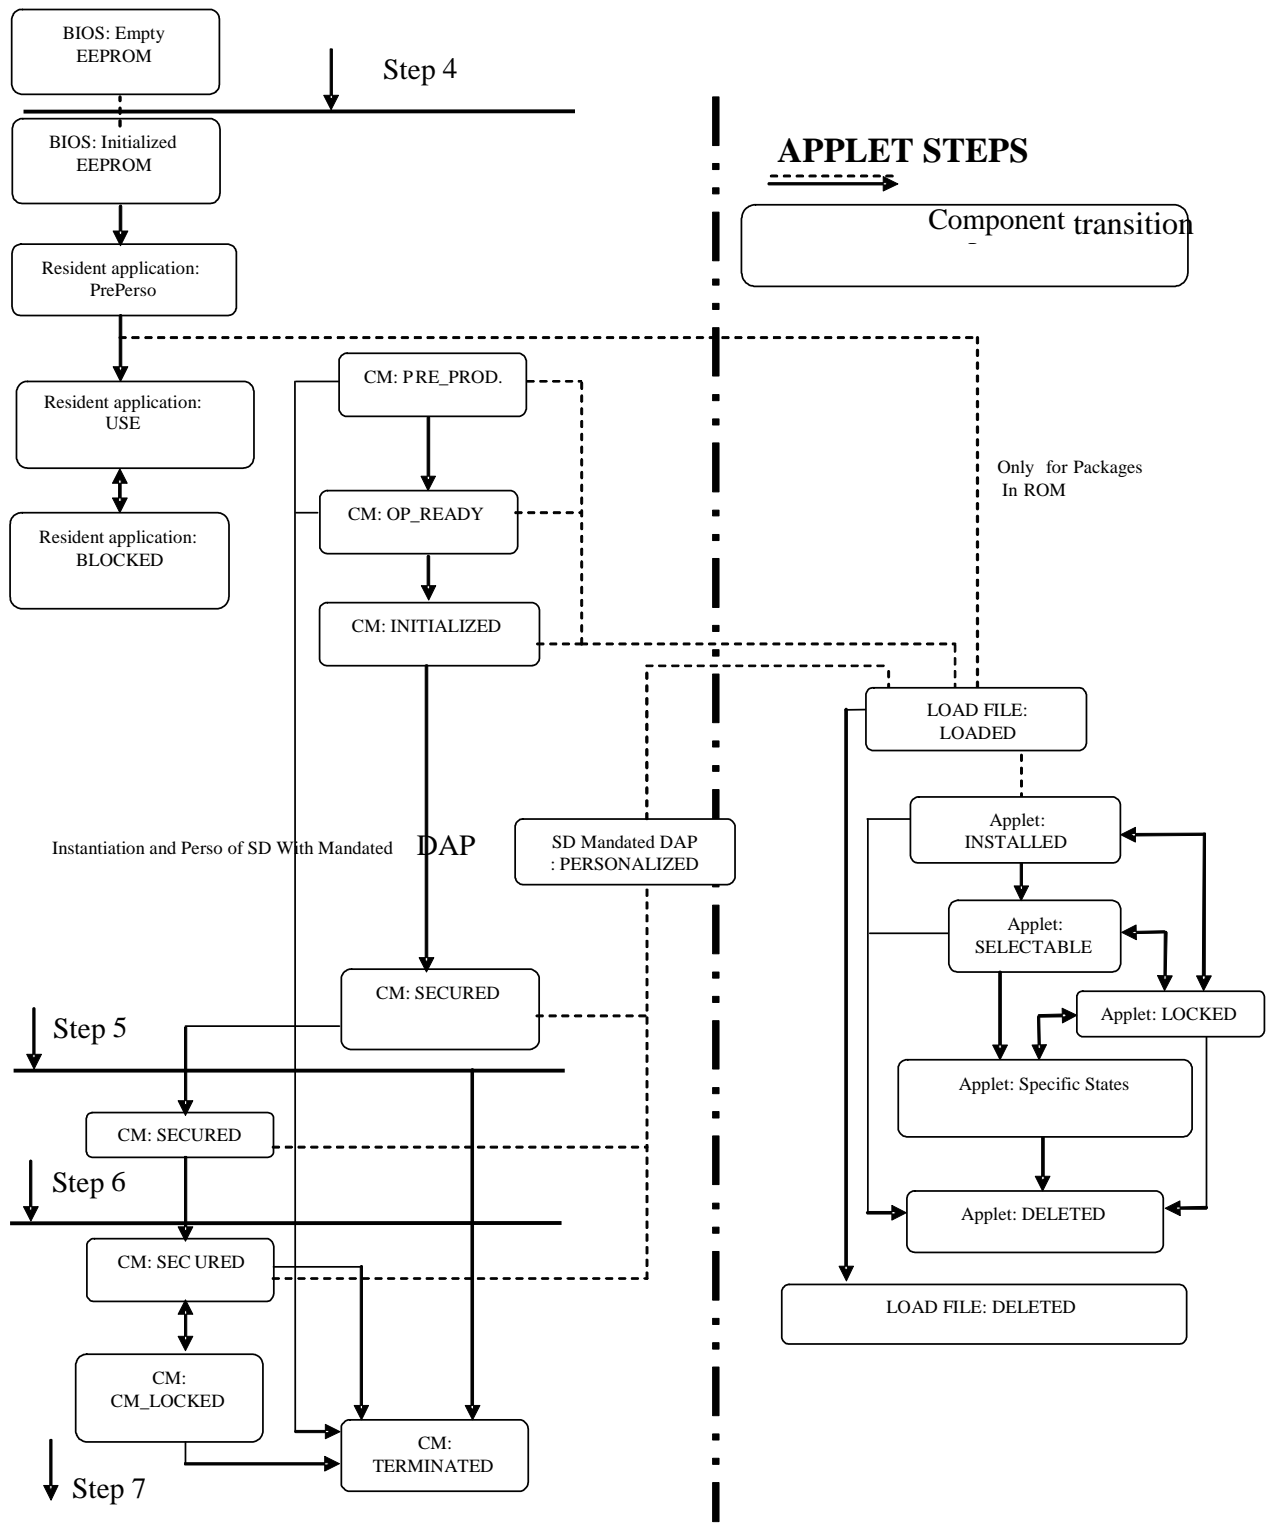 BIOS: Empty
EEPROM
Step 4
BIOS: Initialized
EEPROM
APPLET STEPS
Component transition
Resident application:
PrePerso
CM: PRE_PROD.
Resident application:
USE
Only for Packages
In ROM
CM: OP_READY
Resident application:
BLOCKED
CM: INITIALIZED
LOAD FILE:
LOADED
Applet:
INSTALLED
Instantiation and Perso of SD With Mandated DAP
SD Mandated DAP
: PERSONALIZED
Applet:
SELECTABLE
CM: SECURED
Applet: LOCKED
Step 5
Applet: Specific States
CM: SECURED
Step 6
Applet: DELETED
CM: SECURED
LOAD FILE: DELETED
CM:
CM_LOCKED
CM:
TERMINATED
Step 7